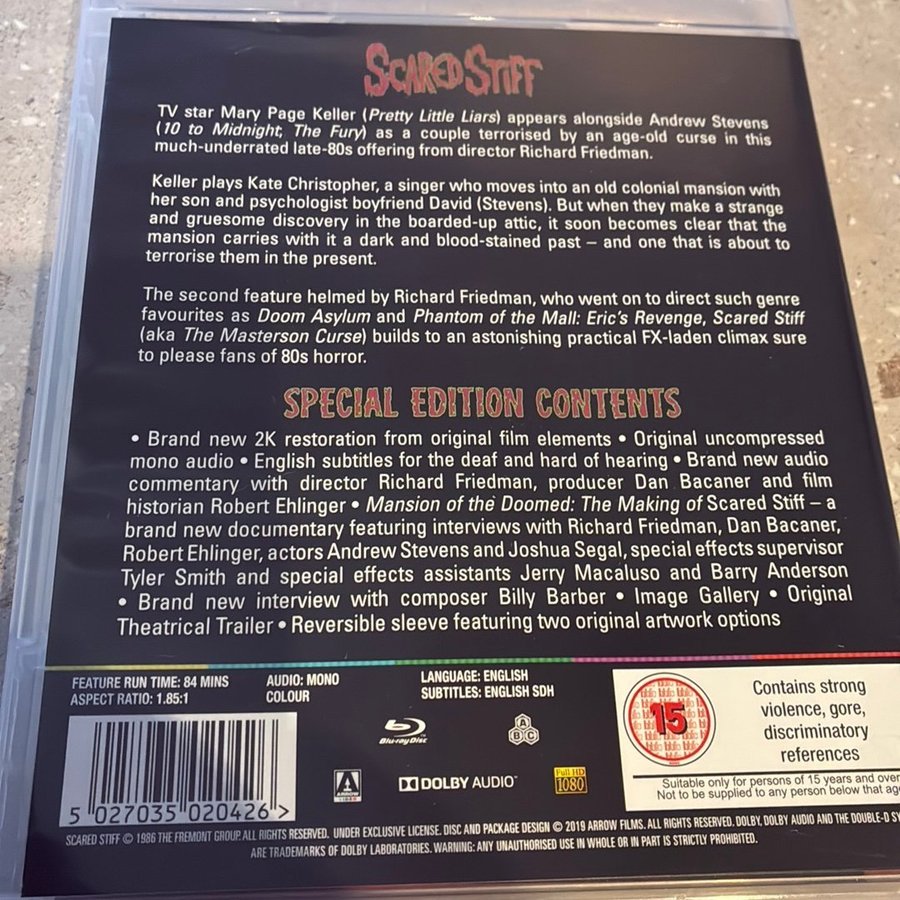 SCARED STIFF
TV star Mary Page Keller (Pretty Little Liars) appears alongside Andrew Stevens
(10 to Midnight, The Fury) as a couple terrorised by an age-old curse in this
much-underrated late-80s offering from director Richard Friedman.
Keller plays Kate Christopher, a singer who moves into an old colonial mansion with
her son and psychologist boyfriend David (Stevens). But when they make a strange
and gruesome discovery in the boarded-up attic, it soon becomes clear that the
mansion carries with it a dark and blood-stained past – and one that is about to
terrorise them in the present.
The second feature helmed by Richard Friedman, who went on to direct such genre
favourites as Doom Asylum and Phantom of the Mall: Eric's Revenge, Scared Stiff
(aka The Masterson Curse) builds to an astonishing practical FX-laden climax sure
to please fans of 80s horror.
SPECIAL EDITION CONTENTS
• Brand new 2K restoration from original film elements • Original uncompressed
mono audio • English subtitles for the deaf and hard of hearing • Brand new audio
commentary with director Richard Friedman, producer Dan Bacaner and film
historian Robert Ehlinger • Mansion of the Doomed: The Making of Scared Stiff – a
brand new documentary featuring interviews with Richard Friedman, Dan Bacaner,
Robert Ehlinger, actors Andrew Stevens and Joshua Segal, special effects supervisor
Tyler Smith and special effects assistants Jerry Macaluso and Barry Anderson
• Brand new interview with composer Billy Barber • Image Gallery • Original
Theatrical Trailer • Reversible sleeve featuring two original artwork options
FEATURE RUN TIME: 84 MINS
ASPECT RATIO: 1.85:1
AUDIO: MONO
COLOUR
LANGUAGE: ENGLISH
SUBTITLES: ENGLISH SDH
Blu-ray Disc
A
B C
15
Contains strong
violence, gore,
discriminatory
references
Suitable only for persons of 15 years and over
Not to be supplied to any person below that age
ARROW
VIDEO
DOLBY AUDIO
Full HD
1080
5 027035 020426 >
SCARED STIFF © 1986 THE FREMONT GROUP. ALL RIGHTS RESERVED. UNDER EXCLUSIVE LICENSE. DISC AND PACKAGE DESIGN © 2019 ARROW FILMS. ALL RIGHTS RESERVED. DOLBY, DOLBY AUDIO AND THE DOUBLE-D
ARE TRADEMARKS OF DOLBY LABORATORIES. WARNING: ANY UNAUTHORISED USE IN WHOLE OR IN PART IS STRICTLY PROHIBITED.